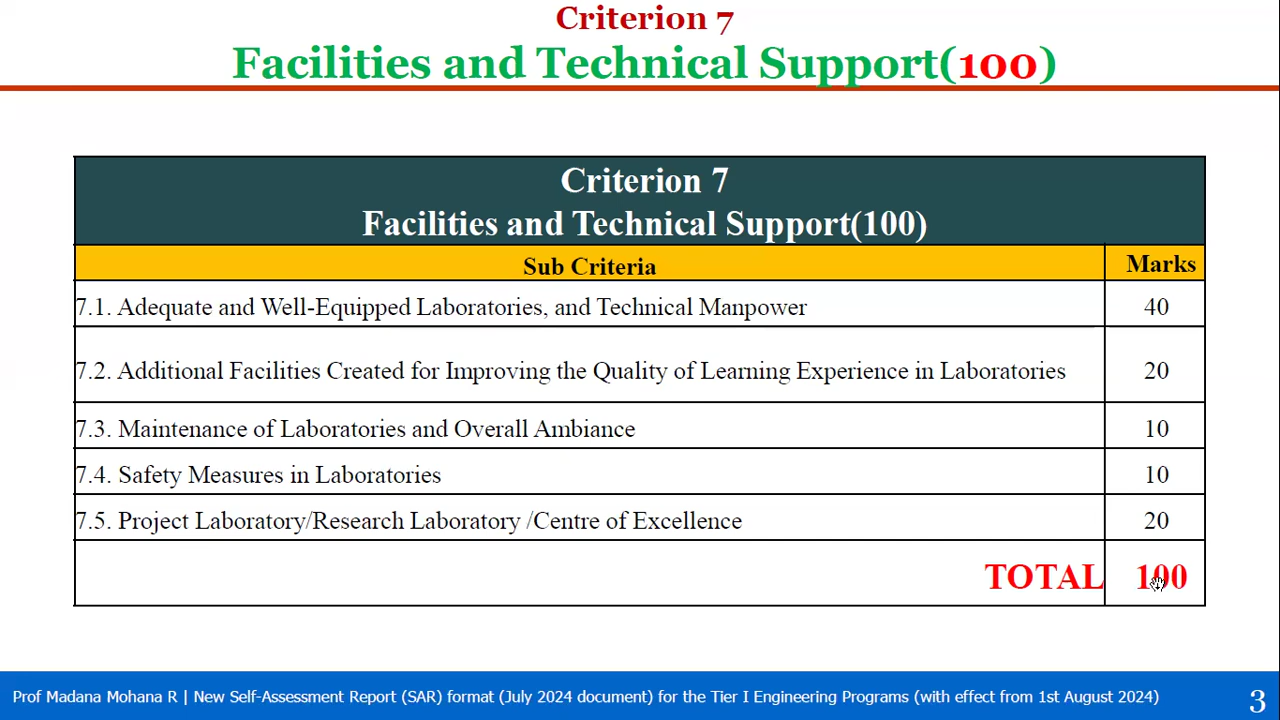 Criterion 7
Facilities and Technical Support(100)
Criterion 7
Facilities and Technical Support(100)
Sub Criteria Marks
7.1. Adequate and Well-Equipped Laboratories, and Technical Manpower 40
7.2. Additional Facilities Created for Improving the Quality of Learning Experience in Laboratories 20
7.3. Maintenance of Laboratories and Overall Ambiance 10
7.4. Safety Measures in Laboratories 10
7.5. Project Laboratory/Research Laboratory /Centre of Excellence 20
TOTAL 100
Prof Madana Mohana R | New Self-Assessment Report (SAR) format (July 2024 document) for the Tier I Engineering Programs (with effect from 1st August 2024) 3